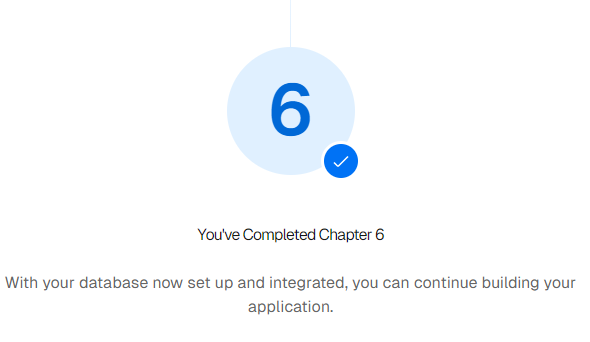 6
You've Completed Chapter 6
With your database now set up and integrated, you can continue building your
application.